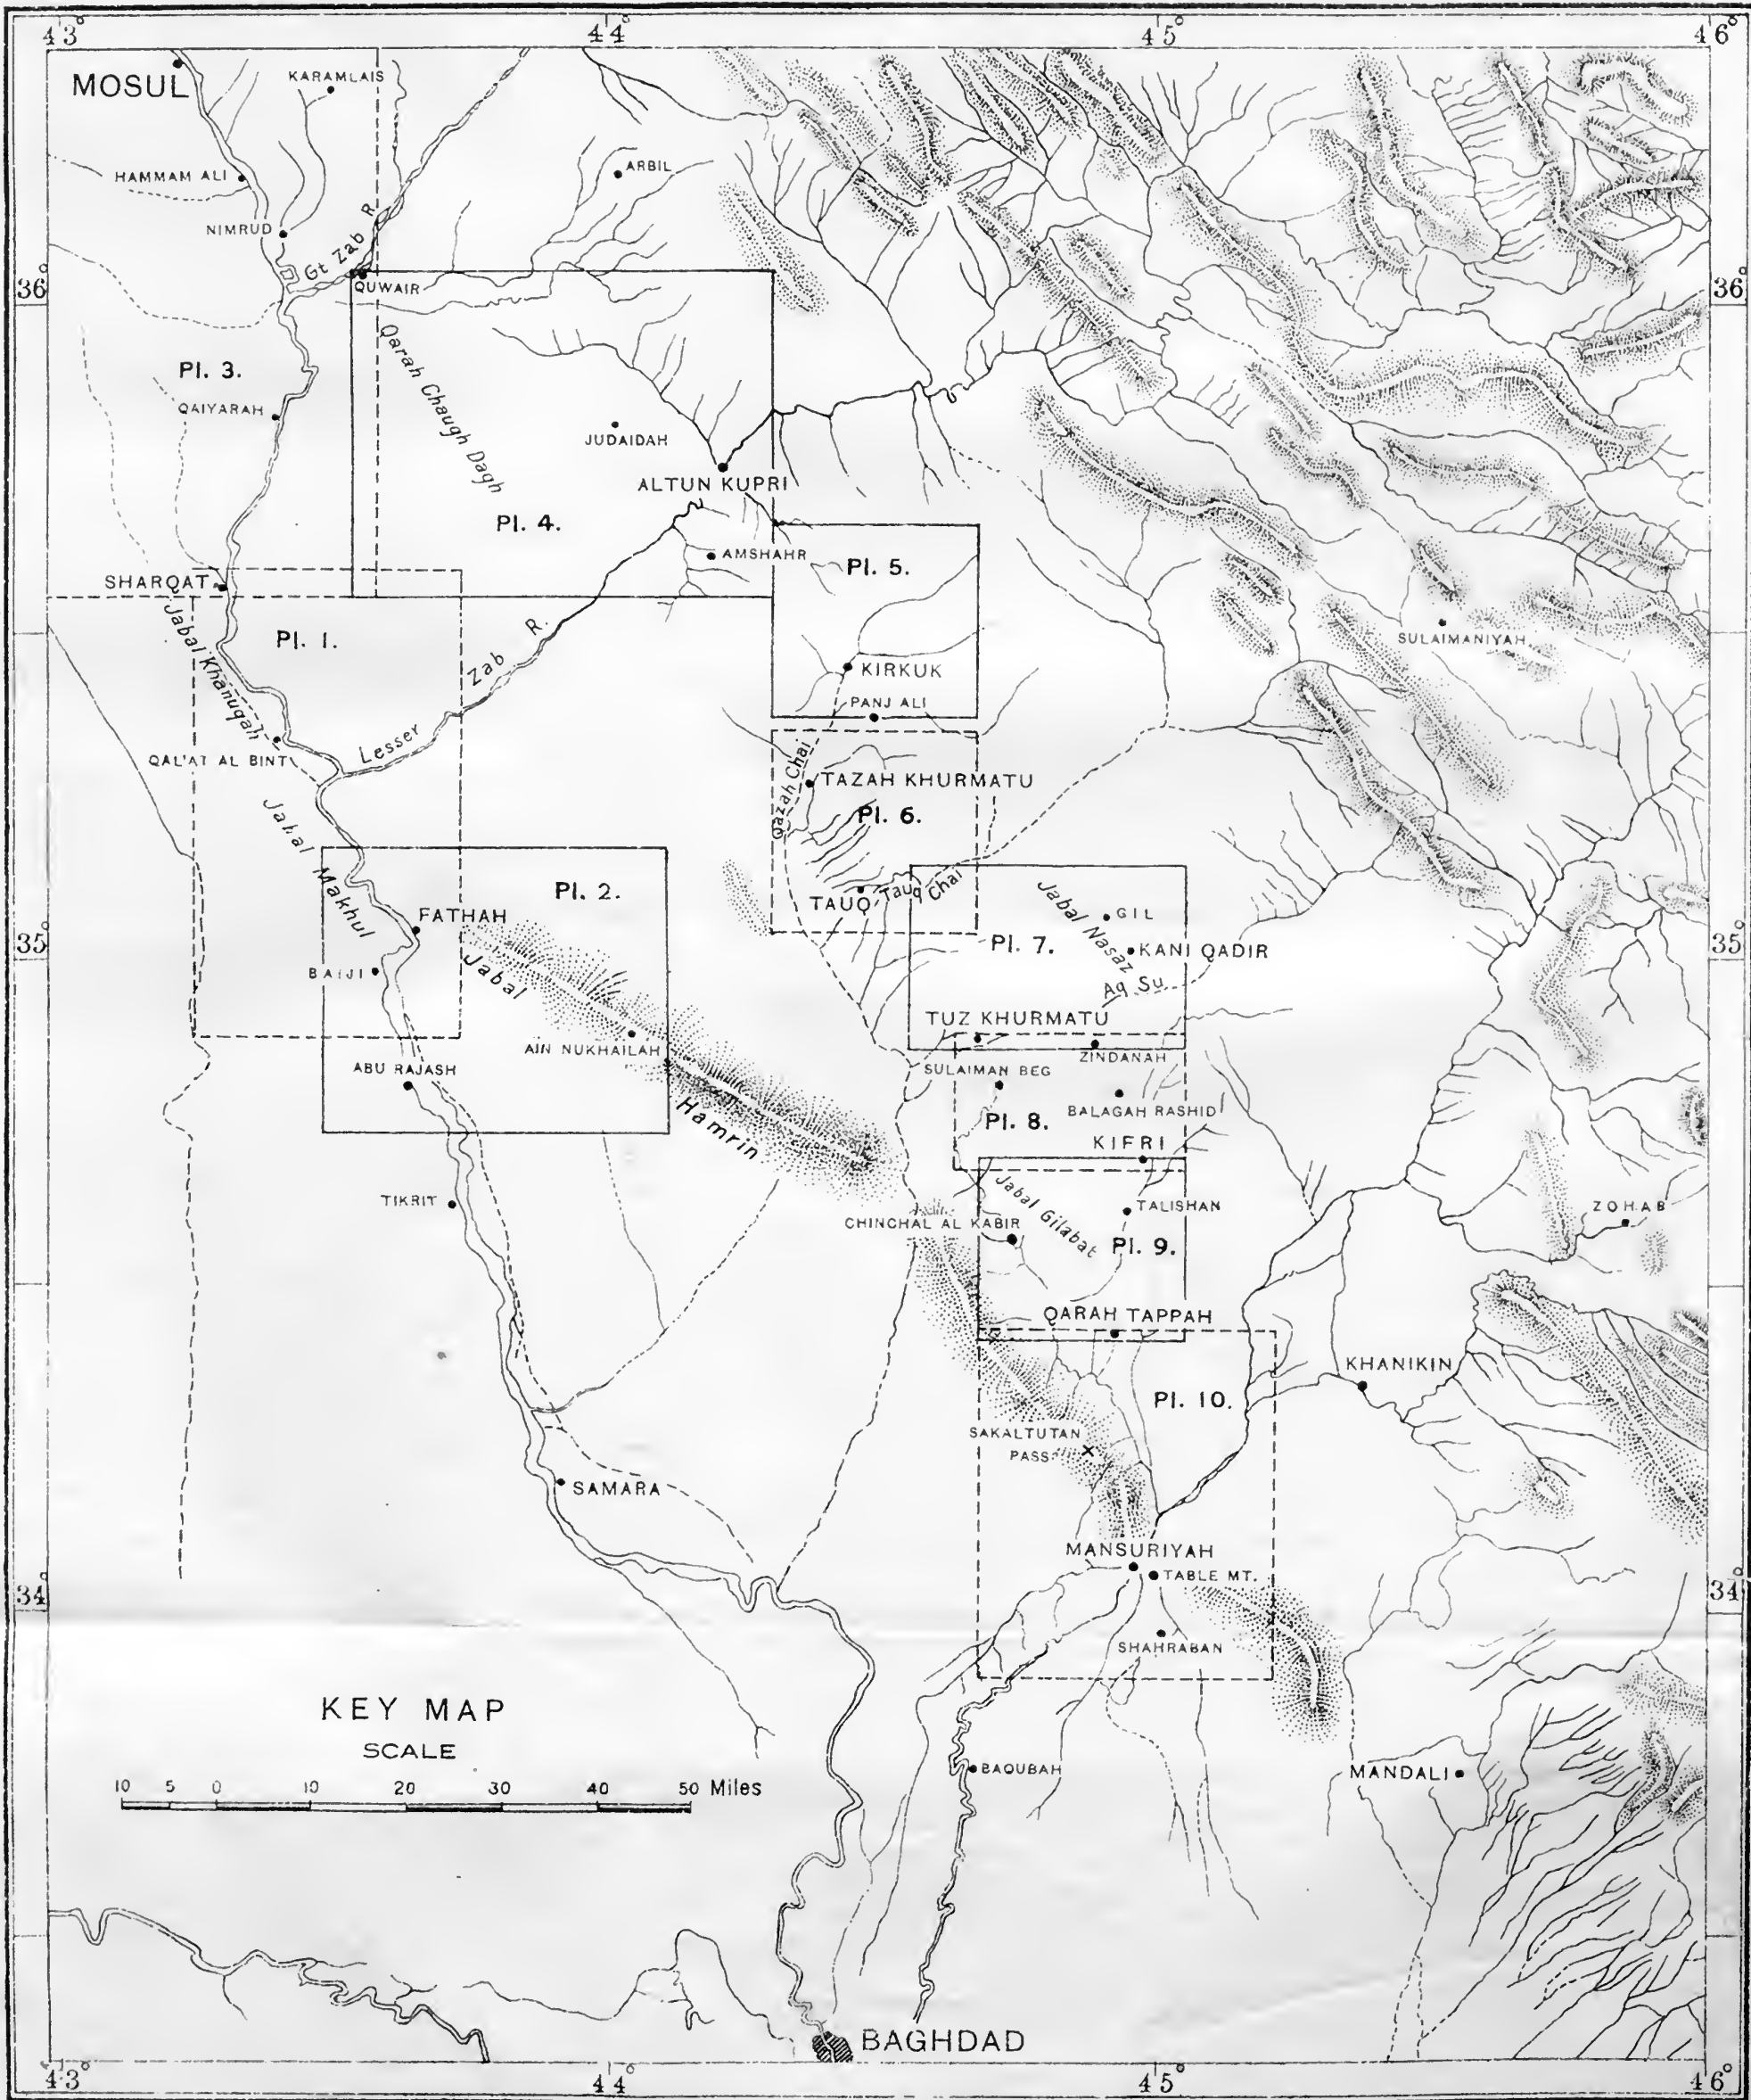 43° 44° 45° 46°
MOSUL
KARAMLAIS
HAMMAM ALI
ARBIL
NIMRUD
Gt Zab R.
QUWAIR
36° 36°
Qarah Chaugh Dagh
Pl. 3.
QAIYARAH
JUDAIDAH
ALTUN KUPRI
Pl. 4.
AMSHAHR
Pl. 5.
SHARQAT
Jabal Khanuqah
Pl. 1.
SULAIMANIYAH
Lesser Zab R.
KIRKUK
PANJ ALI
QAL'AT AL BINT
Qazah Chai
TAZAH KHURMATU
Pl. 6.
Jabal Makhul
Pl. 2.
TAUQ
Tauq Chai
FATHAH
Jabal Nasaz
GIL
35° 35°
Pl. 7.
KANI QADIR
BAIJI
Jabal Hamrin
Aq Su
TUZ KHURMATU
AIN NUKHAILAH
ZINDANAH
ABU RAJASH
SULAIMAN BEG
BALAGAH RASHID
Pl. 8.
KIFRI
TIKRIT
Jabal Gilabat
TALISHAN
ZOHAB
CHINCHAL AL KABIR
Pl. 9.
QARAH TAPPAH
KHANIKIN
Pl. 10.
SAKALTUTAN
PASS
SAMARA
MANSURIYAH
TABLE MT.
34° 34°
SHAHRABAN
KEY MAP
SCALE
10 5 0 10 20 30 40 50 Miles
BAQUBAH
MANDALI
BAGHDAD
43° 44° 45° 46°